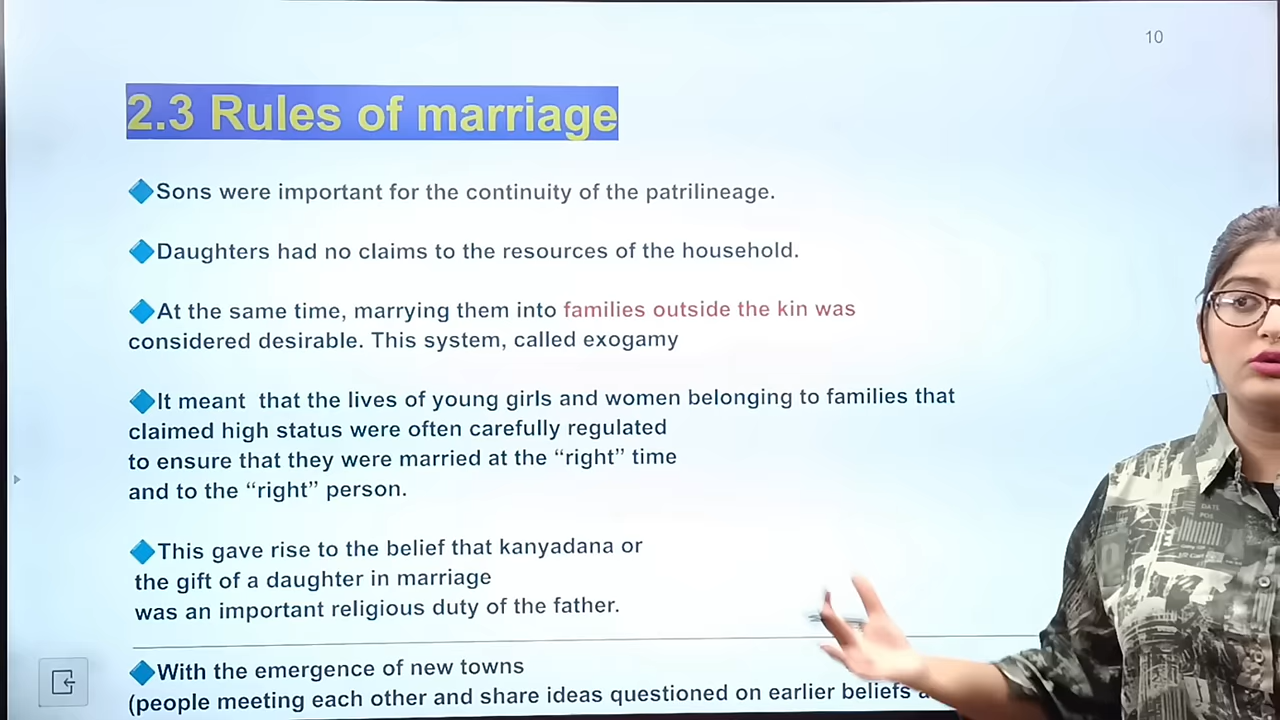 10
2.3 Rules of marriage
Sons were important for the continuity of the patrilineage.
Daughters had no claims to the resources of the household.
At the same time, marrying them into families outside the kin was
considered desirable. This system, called exogamy
It meant that the lives of young girls and women belonging to families that
claimed high status were often carefully regulated
to ensure that they were married at the “right” time
and to the “right” person.
This gave rise to the belief that kanyadana or
the gift of a daughter in marriage
was an important religious duty of the father.
With the emergence of new towns
(people meeting each other and share ideas questioned on earlier beliefs